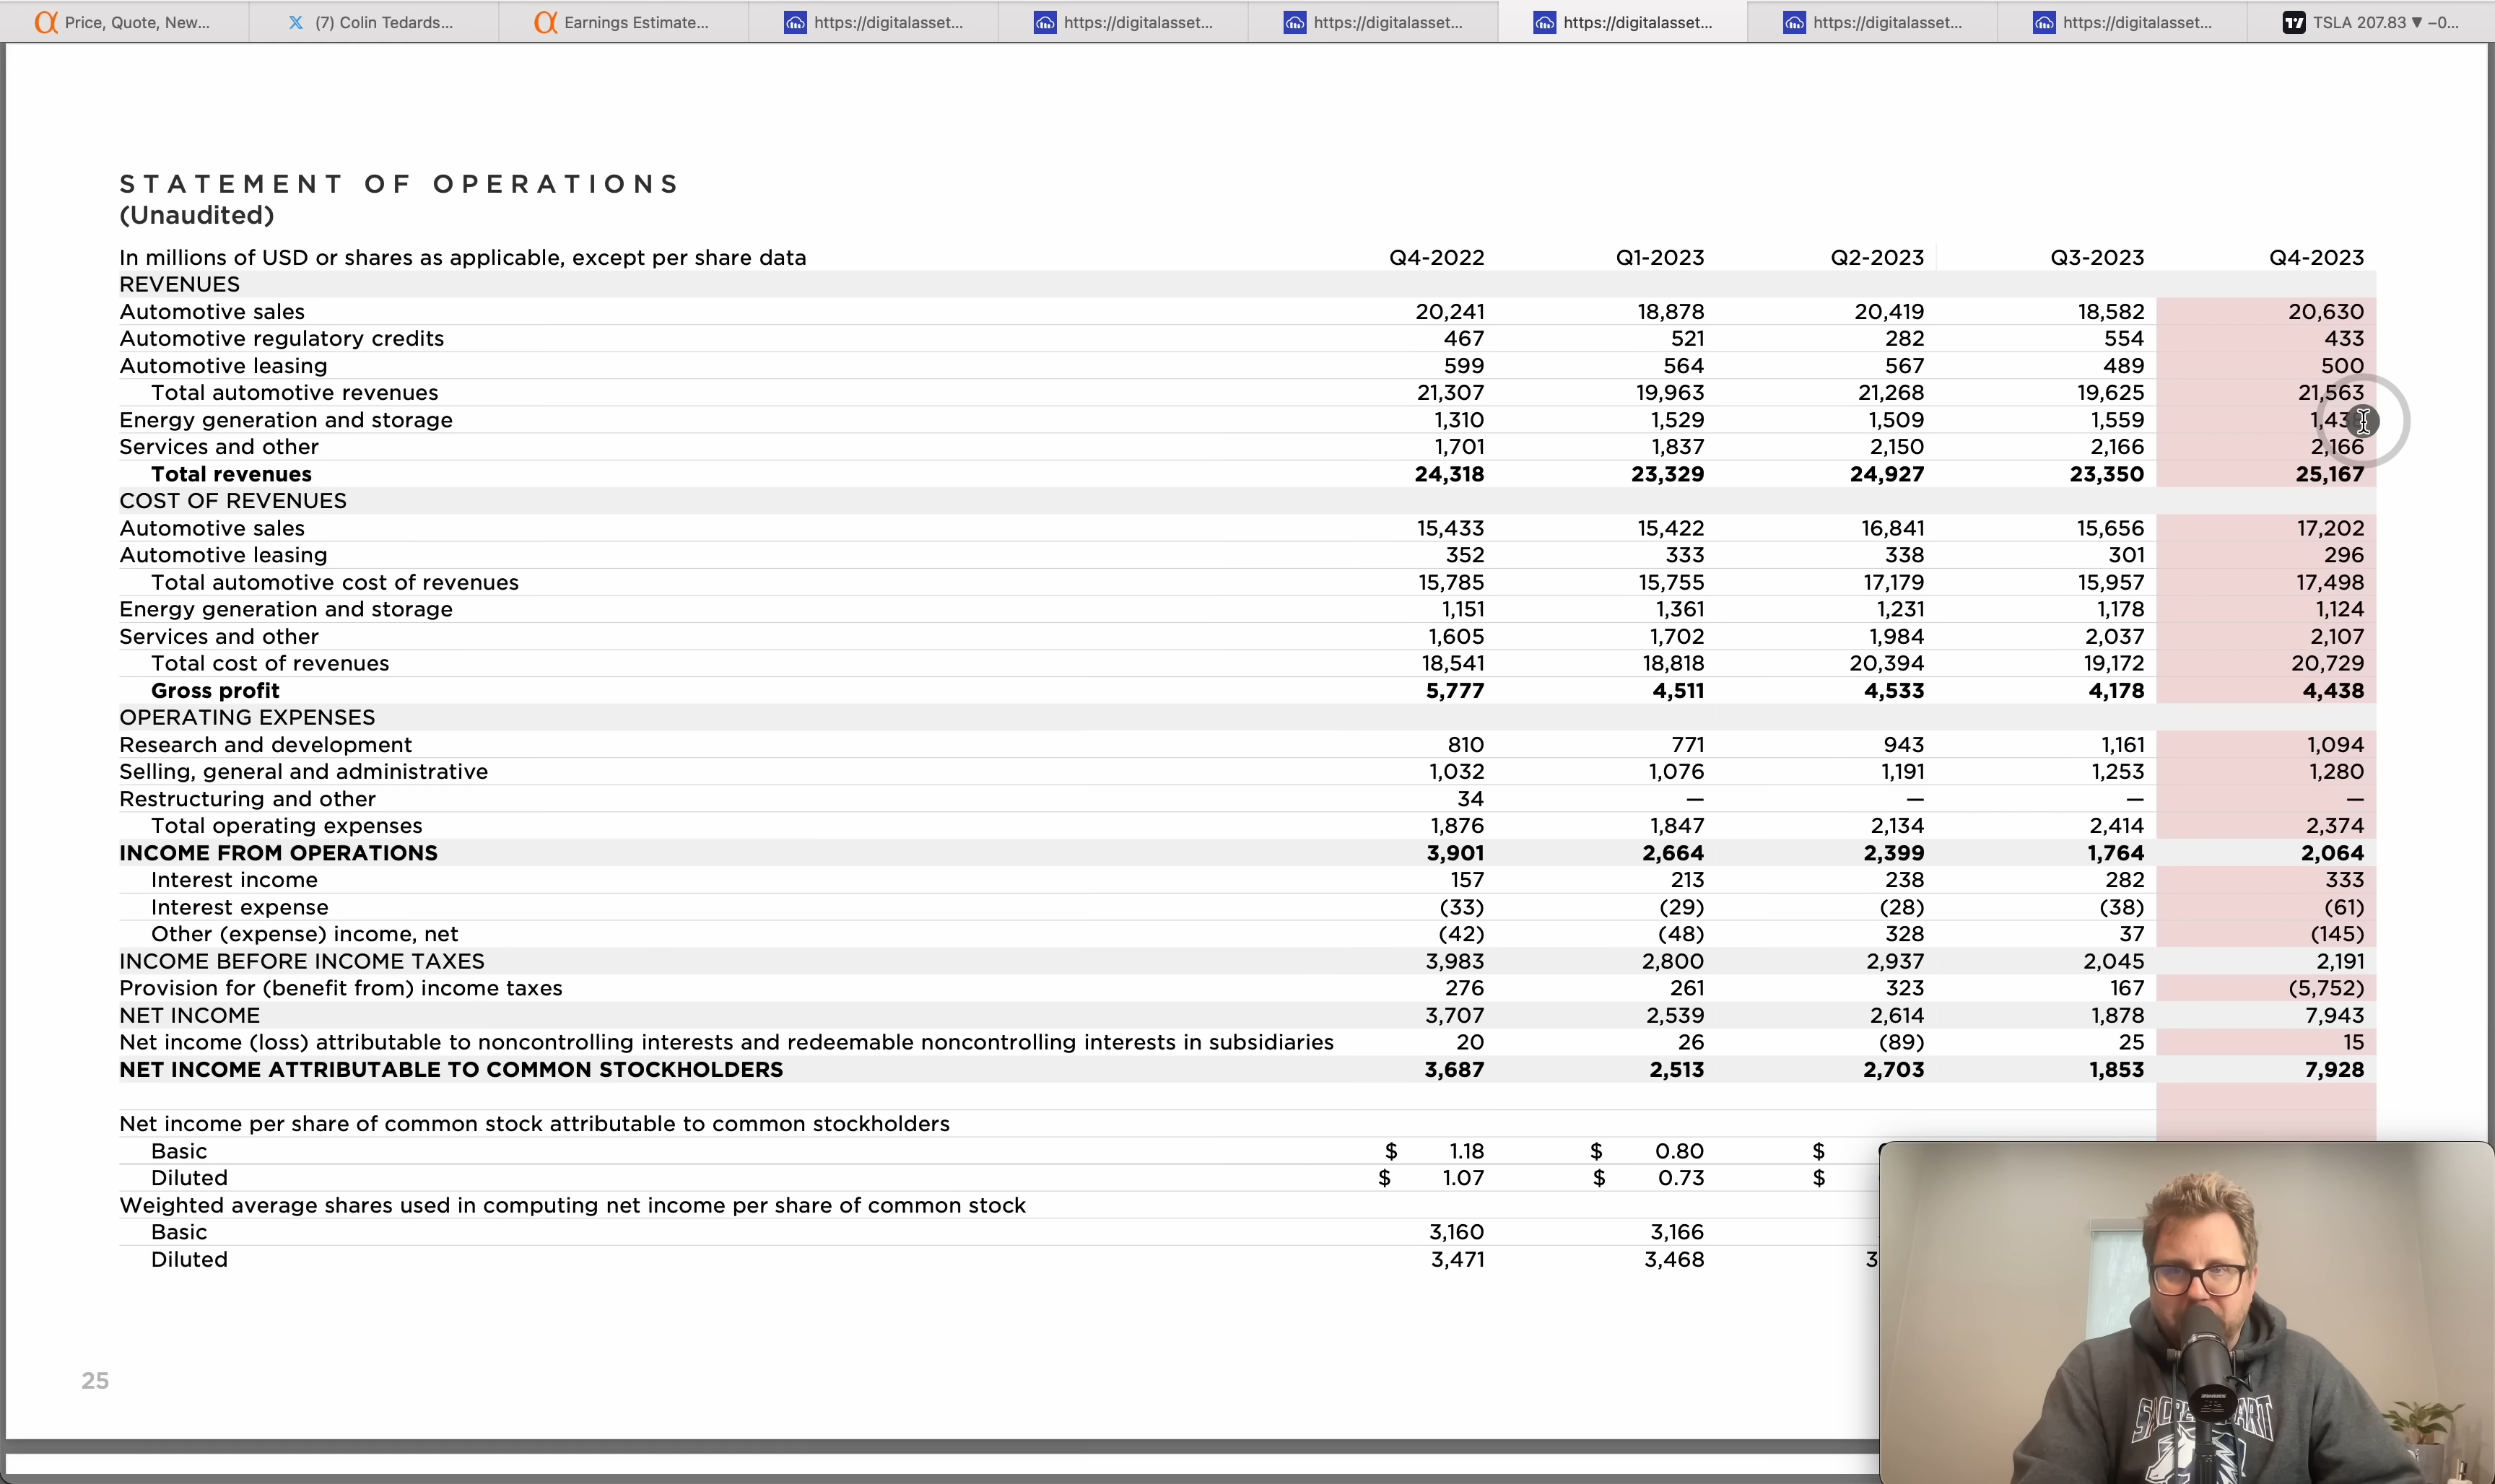 Price, Quote, New... (7) Colin Tedards... Earnings Estimate... https://digitalasset... https://digitalasset... https://digitalasset... https://digitalasset... https://digitalasset... https://digitalasset... TSLA 207.83 ▼ −0...
STATEMENT OF OPERATIONS
(Unaudited)
In millions of USD or shares as applicable, except per share data Q4-2022 Q1-2023 Q2-2023 Q3-2023 Q4-2023
REVENUES
Automotive sales 20,241 18,878 20,419 18,582 20,630
Automotive regulatory credits 467 521 282 554 433
Automotive leasing 599 564 567 489 500
Total automotive revenues 21,307 19,963 21,268 19,625 21,563
Energy generation and storage 1,310 1,529 1,509 1,559
Services and other 1,701 1,837 2,150 2,166 2,166
Total revenues 24,318 23,329 24,927 23,350 25,167
COST OF REVENUES
Automotive sales 15,433 15,422 16,841 15,656 17,202
Automotive leasing 352 333 338 301 296
Total automotive cost of revenues 15,785 15,755 17,179 15,957 17,498
Energy generation and storage 1,151 1,361 1,231 1,178 1,124
Services and other 1,605 1,702 1,984 2,037 2,107
Total cost of revenues 18,541 18,818 20,394 19,172 20,729
Gross profit 5,777 4,511 4,533 4,178 4,438
OPERATING EXPENSES
Research and development 810 771 943 1,161 1,094
Selling, general and administrative 1,032 1,076 1,191 1,253 1,280
Restructuring and other 34 — — — —
Total operating expenses 1,876 1,847 2,134 2,414 2,374
INCOME FROM OPERATIONS 3,901 2,664 2,399 1,764 2,064
Interest income 157 213 238 282 333
Interest expense (33) (29) (28) (38) (61)
Other (expense) income, net (42) (48) 328 37 (145)
INCOME BEFORE INCOME TAXES 3,983 2,800 2,937 2,045 2,191
Provision for (benefit from) income taxes 276 261 323 167 (5,752)
NET INCOME 3,707 2,539 2,614 1,878 7,943
Net income (loss) attributable to noncontrolling interests and redeemable noncontrolling interests in subsidiaries 20 26 (89) 25 15
NET INCOME ATTRIBUTABLE TO COMMON STOCKHOLDERS 3,687 2,513 2,703 1,853 7,928
Net income per share of common stock attributable to common stockholders
Basic $ 1.18 $ 0.80 $
Diluted $ 1.07 $ 0.73 $
Weighted average shares used in computing net income per share of common stock
Basic 3,160 3,166
Diluted 3,471 3,468 3
25